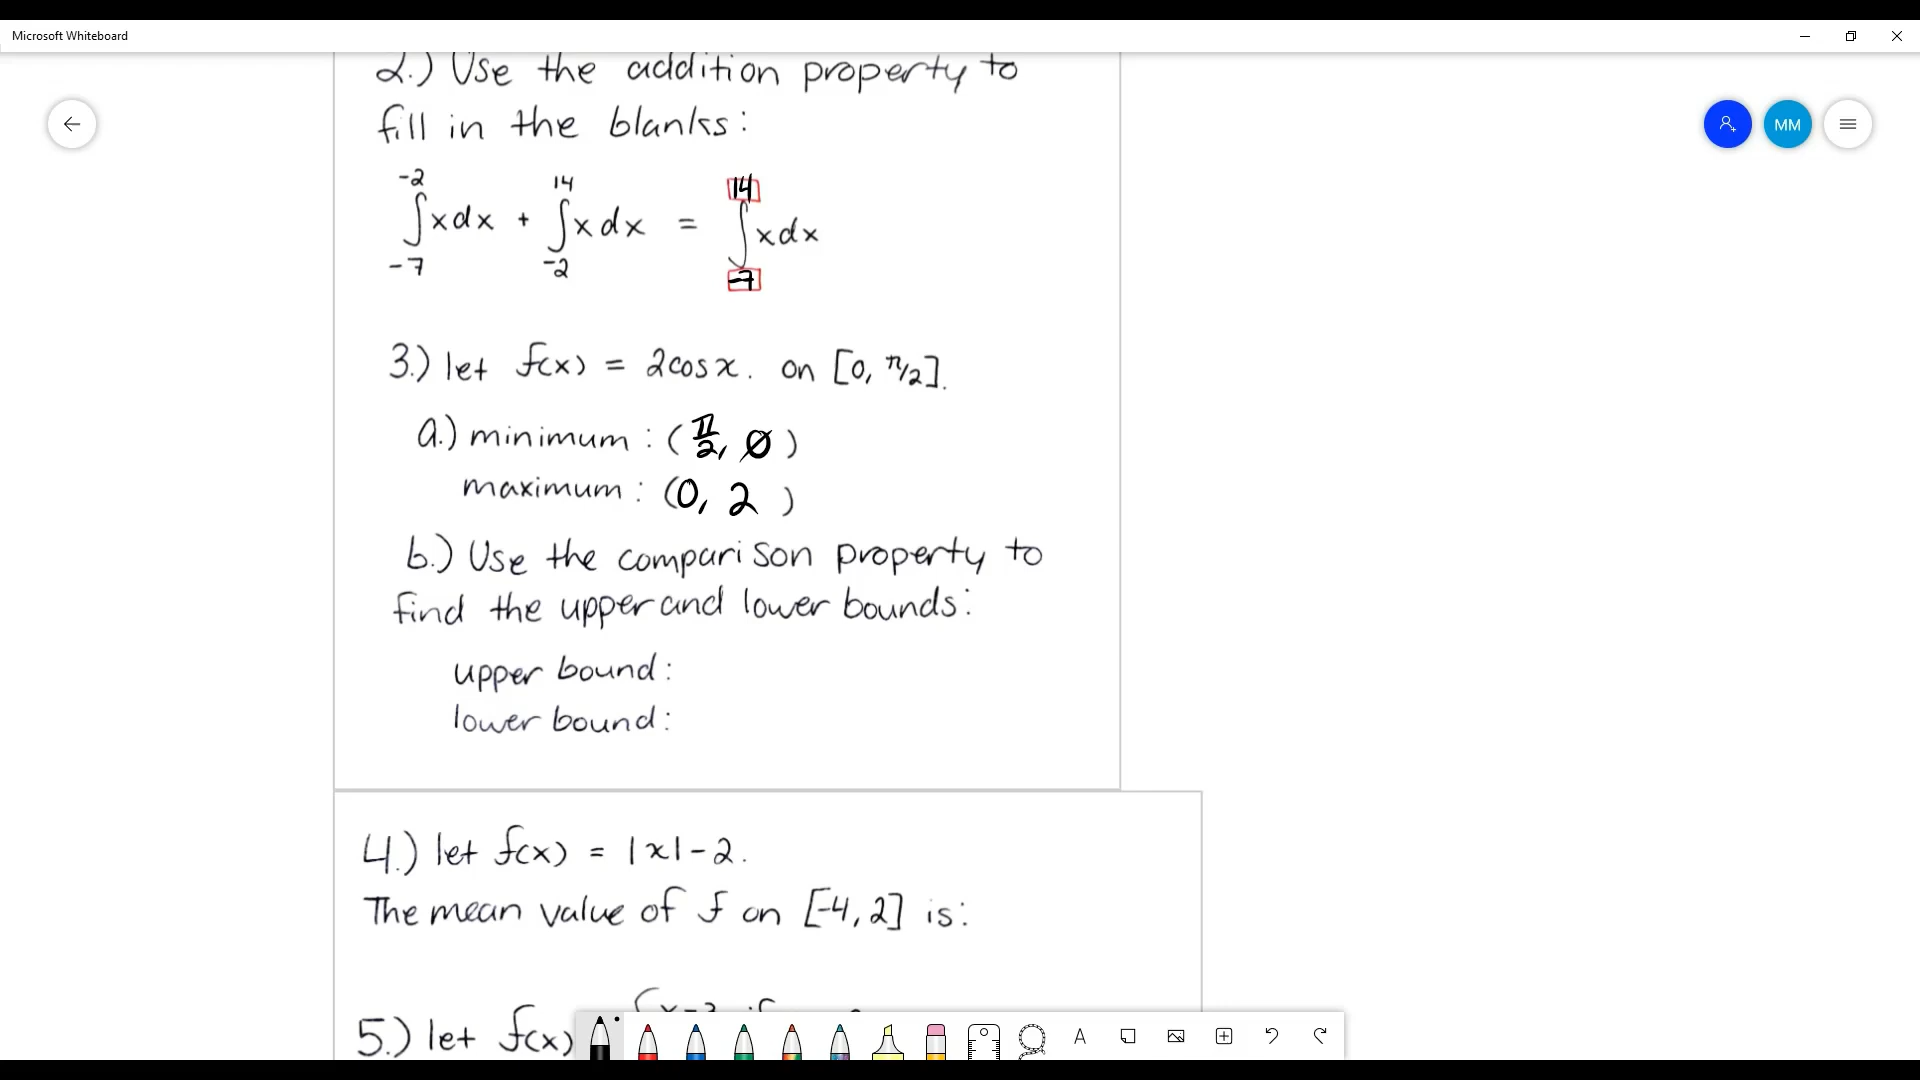 Microsoft Whiteboard
2.) Use the addition property to
fill in the blanks:
-2 14 14
∫xdx + ∫xdx = ∫xdx
-7 -2 -7
3.) let f(x) = 2cosx. on [0, π/2].
a.) minimum : (π/2, 0)
maximum : (0, 2 )
b.) Use the comparison property to
find the upper and lower bounds:
upper bound:
lower bound:
MM
4.) let f(x) = |x|-2.
The mean value of f on [-4, 2] is:
5.) let f(x)
A